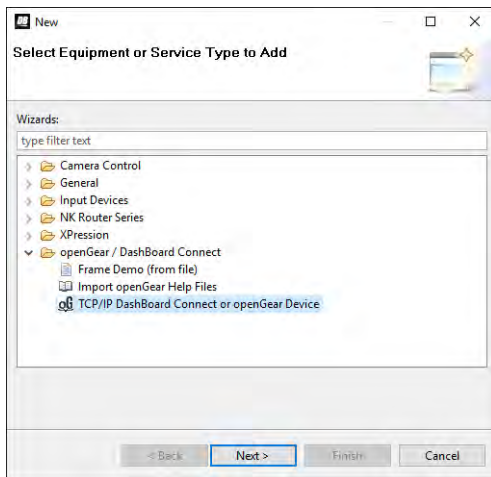 New
Select Equipment or Service Type to Add
Wizards:
type filter text
Camera Control
General
Input Devices
NK Router Series
XPression
openGear / DashBoard Connect
Frame Demo (from file)
Import openGear Help Files
oG TCP/IP DashBoard Connect or openGear Device
< Back Next > Finish Cancel